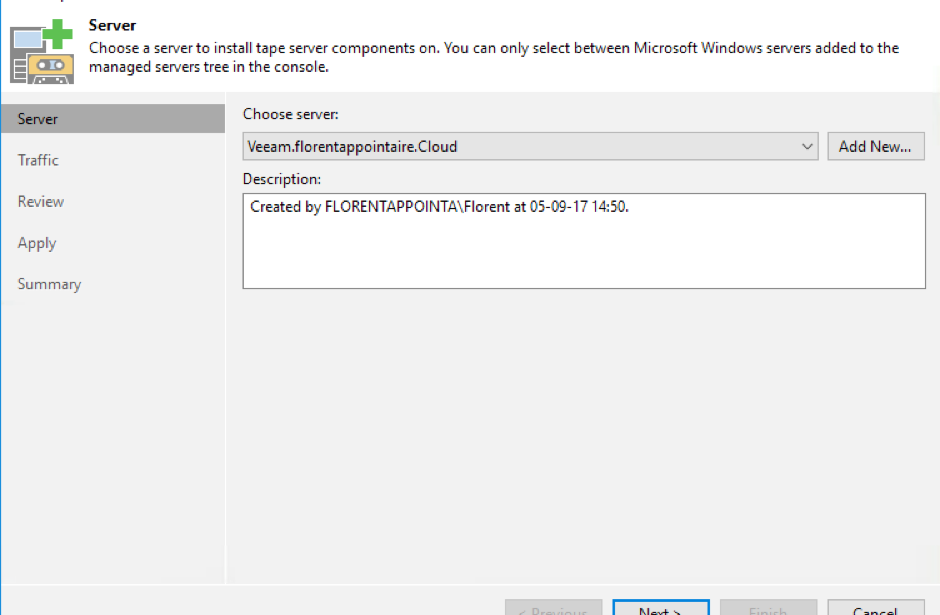 Server
Choose a server to install tape server components on. You can only select between Microsoft Windows servers added to the
managed servers tree in the console.
Server
Traffic
Review
Apply
Summary
Choose server:
Veeam.florentappointaire.Cloud
Add New...
Description:
Created by FLORENTAPPOINTA\Florent at 05-09-17 14:50.
< Previous
Next >
Finish
Cancel